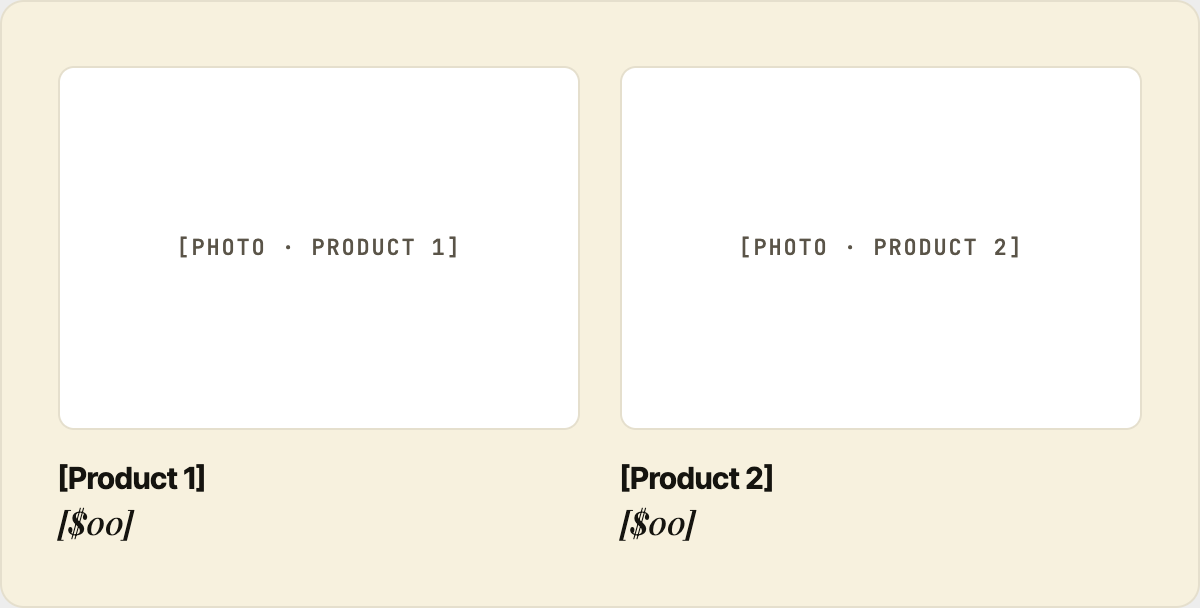 [PHOTO · PRODUCT 1]
[Product 1]
[$00]
[PHOTO · PRODUCT 2]
[Product 2]
[$00]